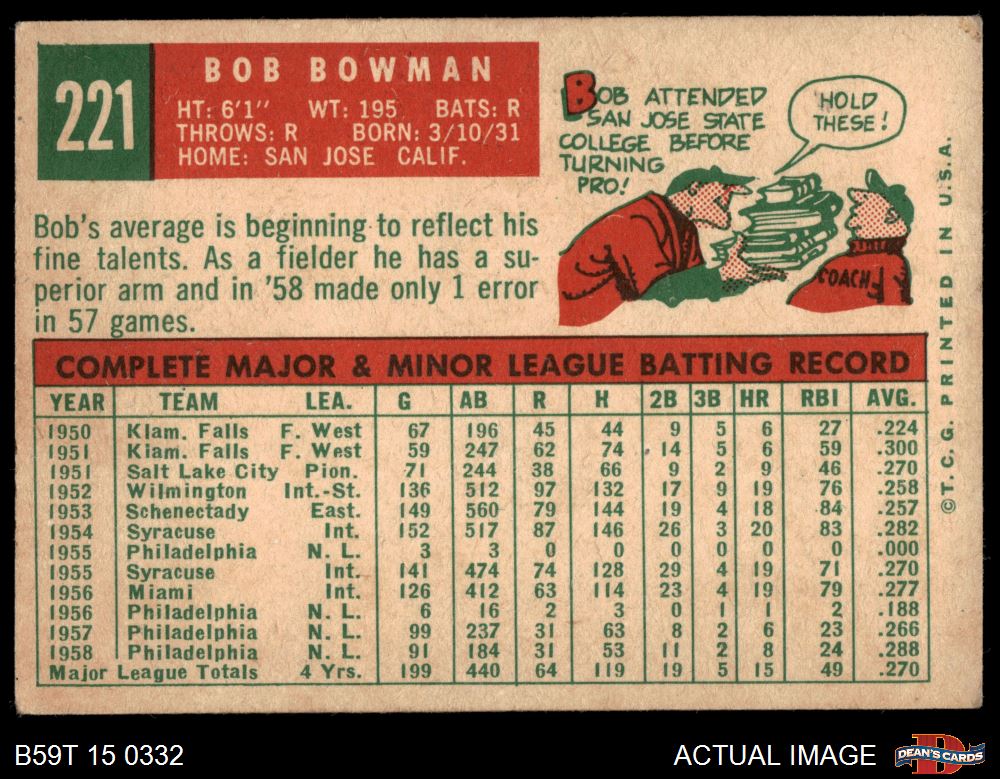 221
BOB BOWMAN
HT: 6'1" WT: 195 BATS: R
THROWS: R BORN: 3/10/31
HOME: SAN JOSE CALIF.
BOB ATTENDED
SAN JOSE STATE
COLLEGE BEFORE
TURNING
PRO!
HOLD
THESE!
COACH
Bob's average is beginning to reflect his
fine talents. As a fielder he has a su-
perior arm and in '58 made only 1 error
in 57 games.
COMPLETE MAJOR & MINOR LEAGUE BATTING RECORD
YEAR TEAM LEA. G AB R H 2B 3B HR RBI AVG.
1950 Klam. Falls F. West 67 196 45 44 9 5 6 27 .224
1951 Klam. Falls F. West 59 247 62 74 14 5 6 59 .300
1951 Salt Lake City Pion. 71 244 38 66 9 2 9 46 .270
1952 Wilmington Int.-St. 136 512 97 132 17 9 19 76 .258
1953 Schenectady East. 149 560 79 144 19 4 18 84 .257
1954 Syracuse Int. 152 517 87 146 26 3 20 83 .282
1955 Philadelphia N. L. 3 3 0 0 0 0 0 0 .000
1955 Syracuse Int. 141 474 74 128 29 4 19 71 .270
1956 Miami Int. 126 412 63 114 23 4 19 79 .277
1956 Philadelphia N. L. 6 16 2 3 0 1 1 2 .188
1957 Philadelphia N. L. 99 237 31 63 8 2 6 23 .266
1958 Philadelphia N. L. 91 184 31 53 11 2 8 24 .288
Major League Totals 4 Yrs. 199 440 64 119 19 5 15 49 .270
©T.C.G. PRINTED IN U.S.A.
B59T 15 0332
ACTUAL IMAGE
D
DEAN'S CARDS